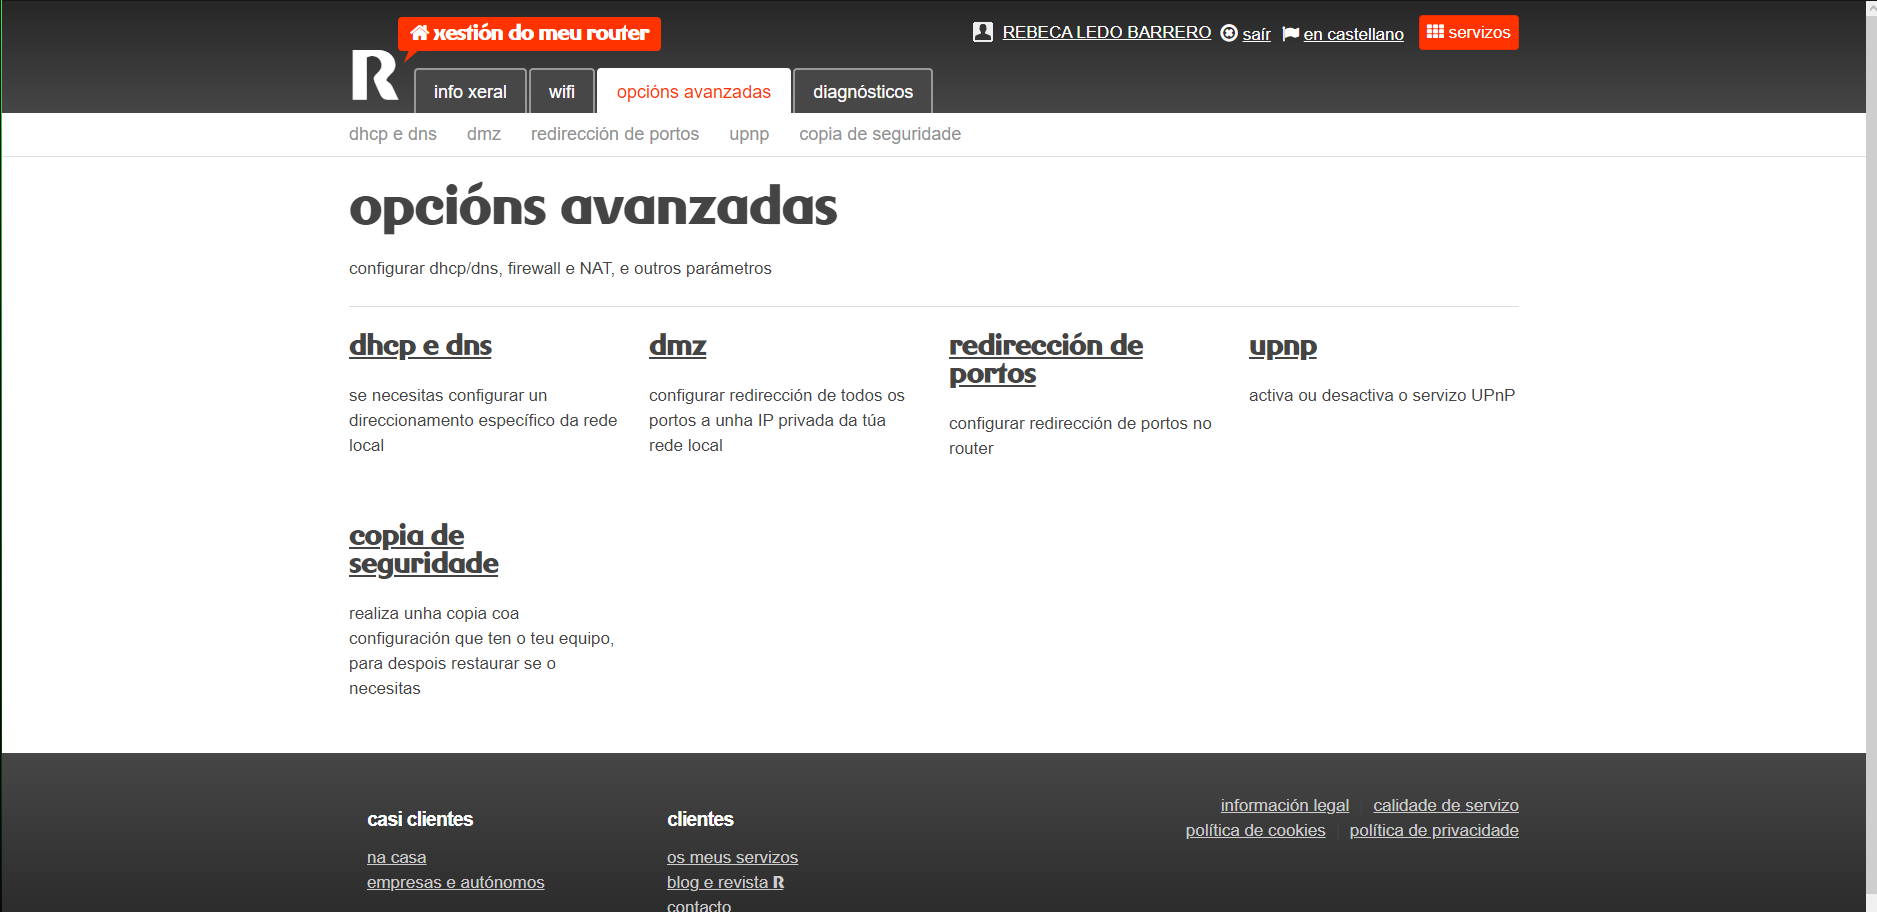 xestión do meu router
REBECA LEDO BARRERO saír en castellano servizos
R
info xeral wifi opcións avanzadas diagnósticos
dhcp e dns dmz redirección de portos upnp copia de seguridade
opcións avanzadas
configurar dhcp/dns, firewall e NAT, e outros parámetros
dhcp e dns
se necesitas configurar un
direccionamento específico da rede
local
dmz
configurar redirección de todos os
portos a unha IP privada da túa
rede local
redirección de
portos
configurar redirección de portos no
router
upnp
activa ou desactiva o servizo UPnP
copia de
seguridade
realiza unha copia coa
configuración que ten o teu equipo,
para despois restaurar se o
necesitas
casi clientes
na casa
empresas e autónomos
clientes
os meus servizos
blog e revista R
contacto
información legal calidade de servizo
política de cookies política de privacidade